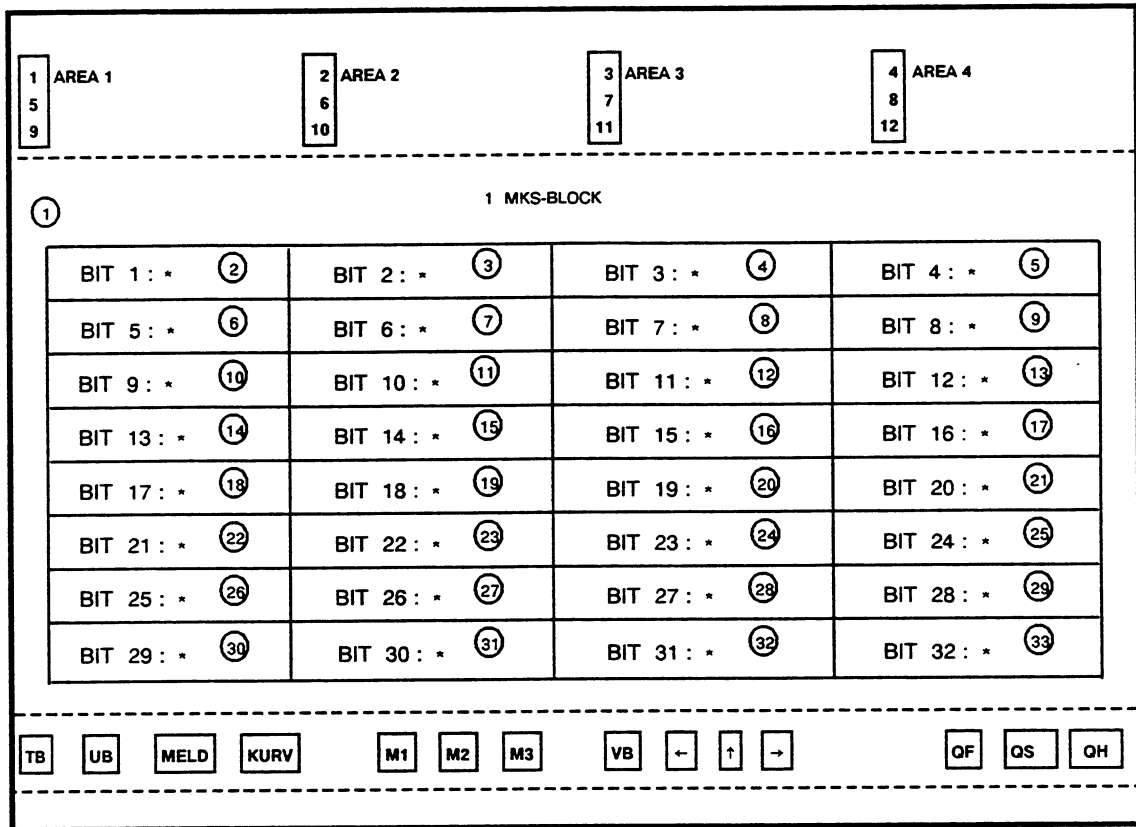 1 AREA 1 2 AREA 2 3 AREA 3 4 AREA 4
5 6 7 8
9 10 11 12
1 MKS-BLOCK
1
BIT 1 : * 2 BIT 2 : * 3 BIT 3 : * 4 BIT 4 : * 5
BIT 5 : * 6 BIT 6 : * 7 BIT 7 : * 8 BIT 8 : * 9
BIT 9 : * 10 BIT 10 : * 11 BIT 11 : * 12 BIT 12 : * 13
BIT 13 : * 14 BIT 14 : * 15 BIT 15 : * 16 BIT 16 : * 17
BIT 17 : * 18 BIT 18 : * 19 BIT 19 : * 20 BIT 20 : * 21
BIT 21 : * 22 BIT 22 : * 23 BIT 23 : * 24 BIT 24 : * 25
BIT 25 : * 26 BIT 26 : * 27 BIT 27 : * 28 BIT 28 : * 29
BIT 29 : * 30 BIT 30 : * 31 BIT 31 : * 32 BIT 32 : * 33
TB UB MELD KURV M1 M2 M3 VB ← ↑ → QF QS QH